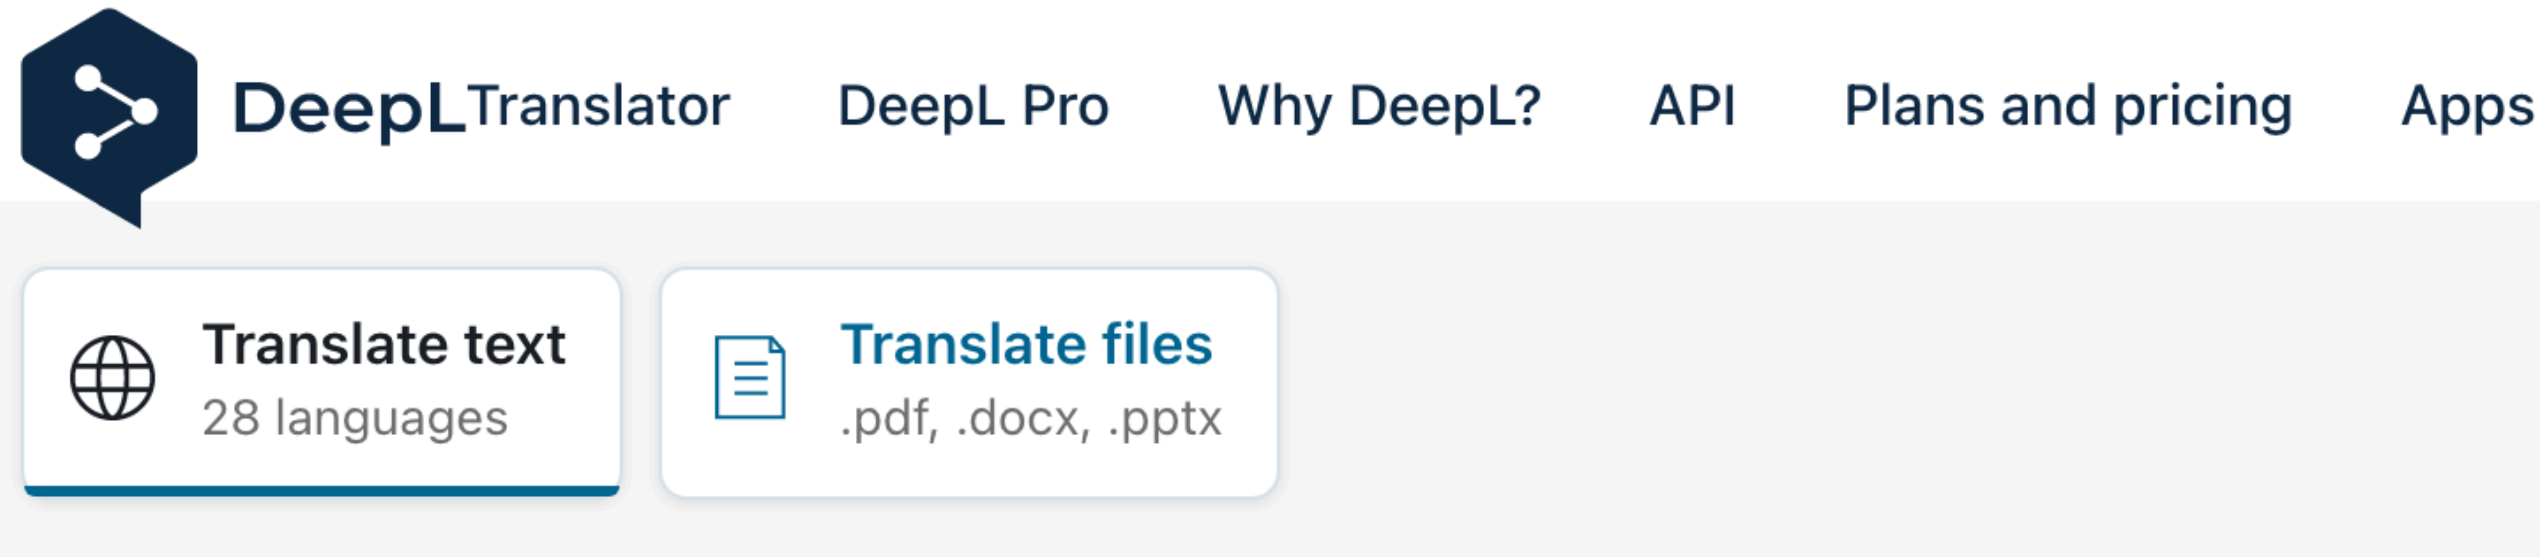 DeepL Translator DeepL Pro Why DeepL? API Plans and pricing Apps
Translate text
28 languages
Translate files
.pdf, .docx, .pptx